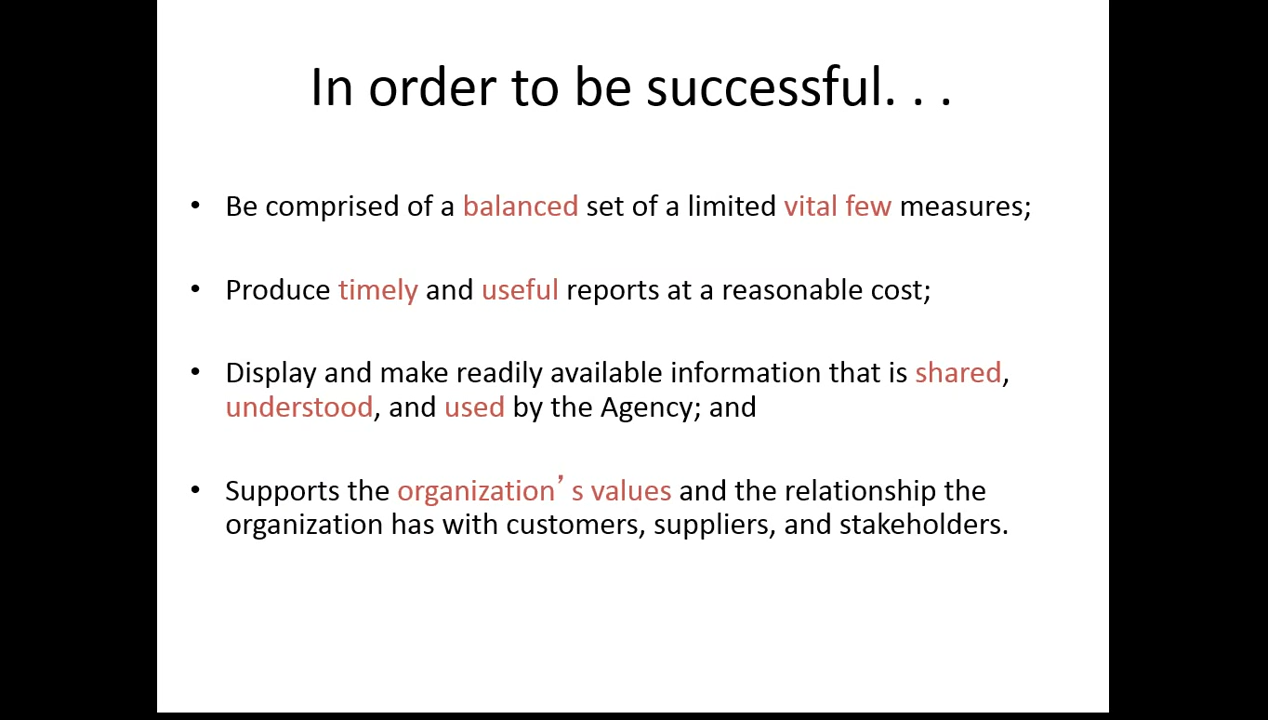 In order to be successful. . .
• Be comprised of a balanced set of a limited vital few measures;
• Produce timely and useful reports at a reasonable cost;
• Display and make readily available information that is shared,
understood, and used by the Agency; and
• Supports the organization’s values and the relationship the
organization has with customers, suppliers, and stakeholders.